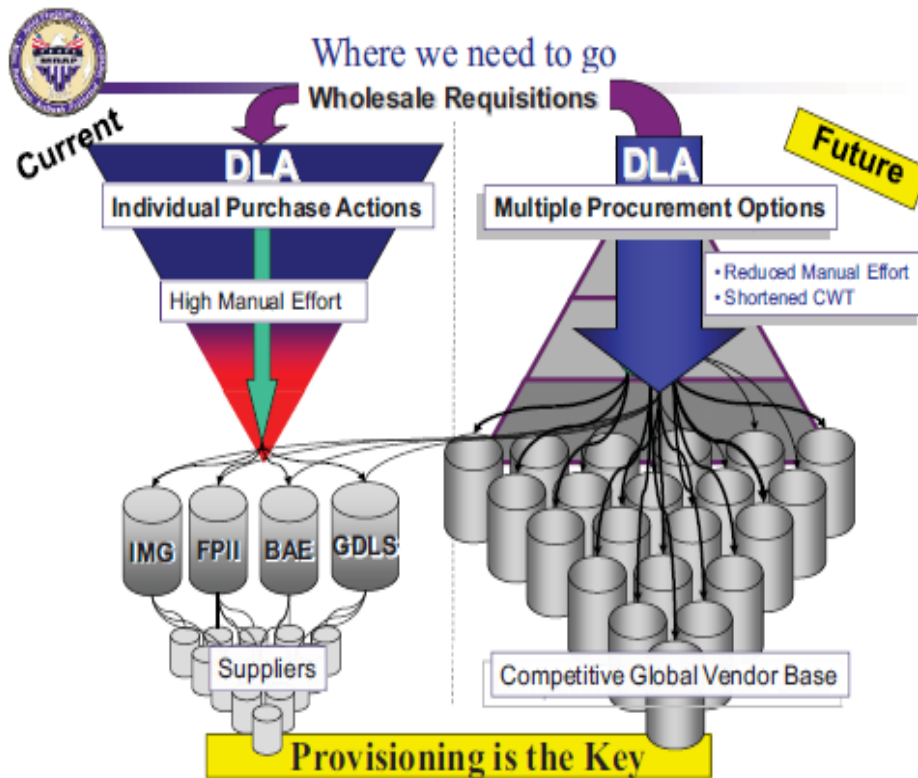 MRAP
Where we need to go
Wholesale Requisitions
Current
DLA
Individual Purchase Actions
High Manual Effort
IMG
FPII
BAE
GDLS
Suppliers
Future
DLA
Multiple Procurement Options
• Reduced Manual Effort
• Shortened CWT
Competitive Global Vendor Base
Provisioning is the Key